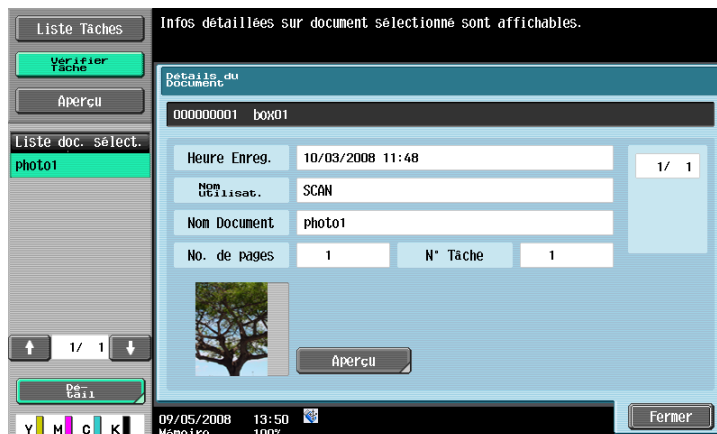 Liste Tâches
Infos détaillées sur document sélectionné sont affichables.
Vérifier
Tâche
Aperçu
Détails du
Document
000000001 box01
Liste doc. sélect.
photo1
Heure Enreg. 10/03/2008 11:48
1/ 1
Nom
utilisat. SCAN
Nom Document photo1
No. de pages 1 N° Tâche 1
1/ 1
Aperçu
Dé-
tail
Fermer
09/05/2008 13:50
Y M C K
Mémoire 100%